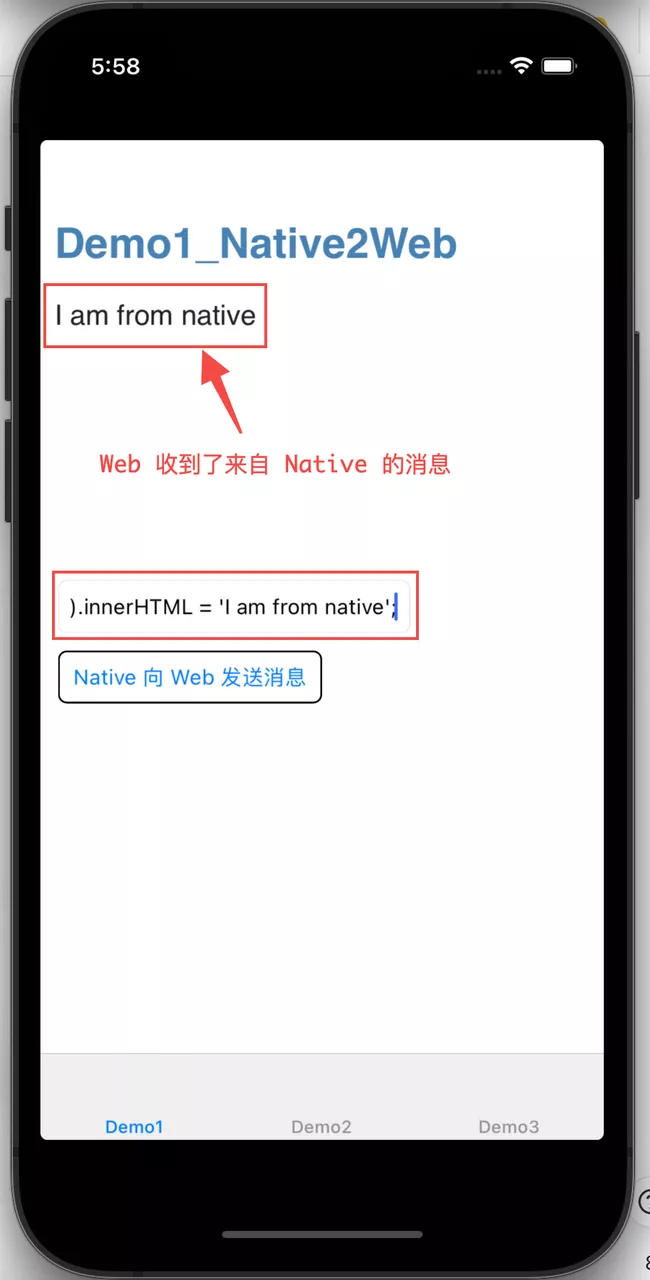 5:58
Demo1_Native2Web
I am from native
Web 收到了来自 Native 的消息
).innerHTML = 'I am from native';
Native 向 Web 发送消息
Demo1
Demo2
Demo3